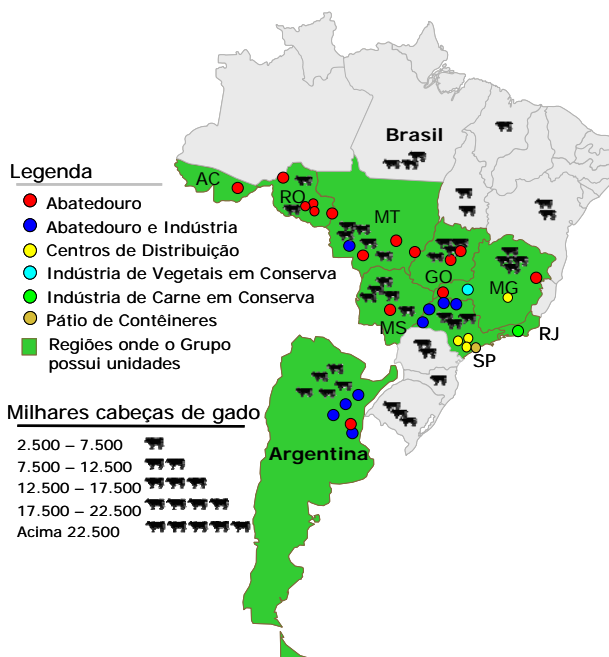 Brasil
AC
RO
MT
GO
MG
MS
RJ
SP
Argentina
Legenda
Abatedouro
Abatedouro e Indústria
Centros de Distribuição
Indústria de Vegetais em Conserva
Indústria de Carne em Conserva
Pátio de Contêineres
Regiões onde o Grupo
possui unidades
Milhares cabeças de gado
2.500 – 7.500
7.500 – 12.500
12.500 – 17.500
17.500 – 22.500
Acima 22.500